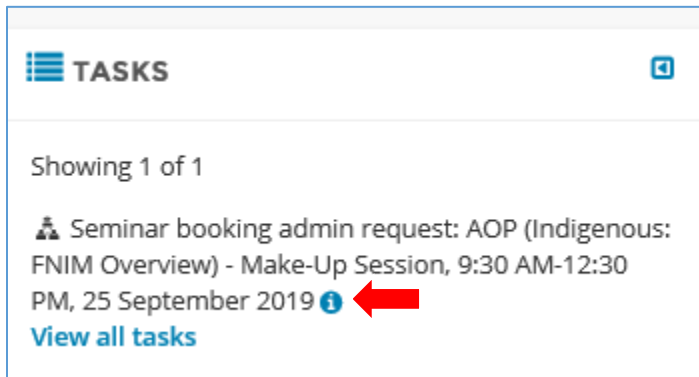 TASKS
Showing 1 of 1
Seminar booking admin request: AOP (Indigenous:
FNIM Overview) - Make-Up Session, 9:30 AM-12:30
PM, 25 September 2019
View all tasks